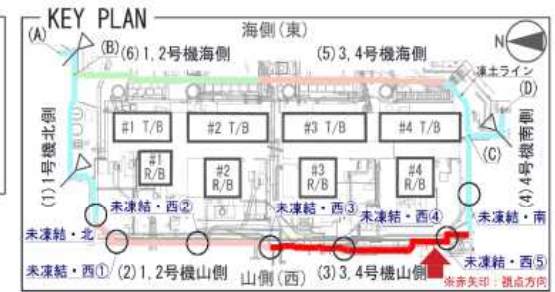 KEY PLAN
海側(東)
N
(A)
(B)
(6) 1,2号機海側
(5) 3,4号機海側
凍土ライン
(D)
#1 T/B
#2 T/B
#3 T/B
#4 T/B
(C)
(1) 1号機北側
#1
R/B
#2
R/B
#3
R/B
#4
R/B
(4) 4号機南側
未凍結・西②
未凍結・西③
未凍結・西④
未凍結・北
未凍結・南
未凍結・西①
(2) 1,2号機山側
山側(西)
(3) 3,4号機山側
未凍結・西⑤
※赤矢印：視点方向